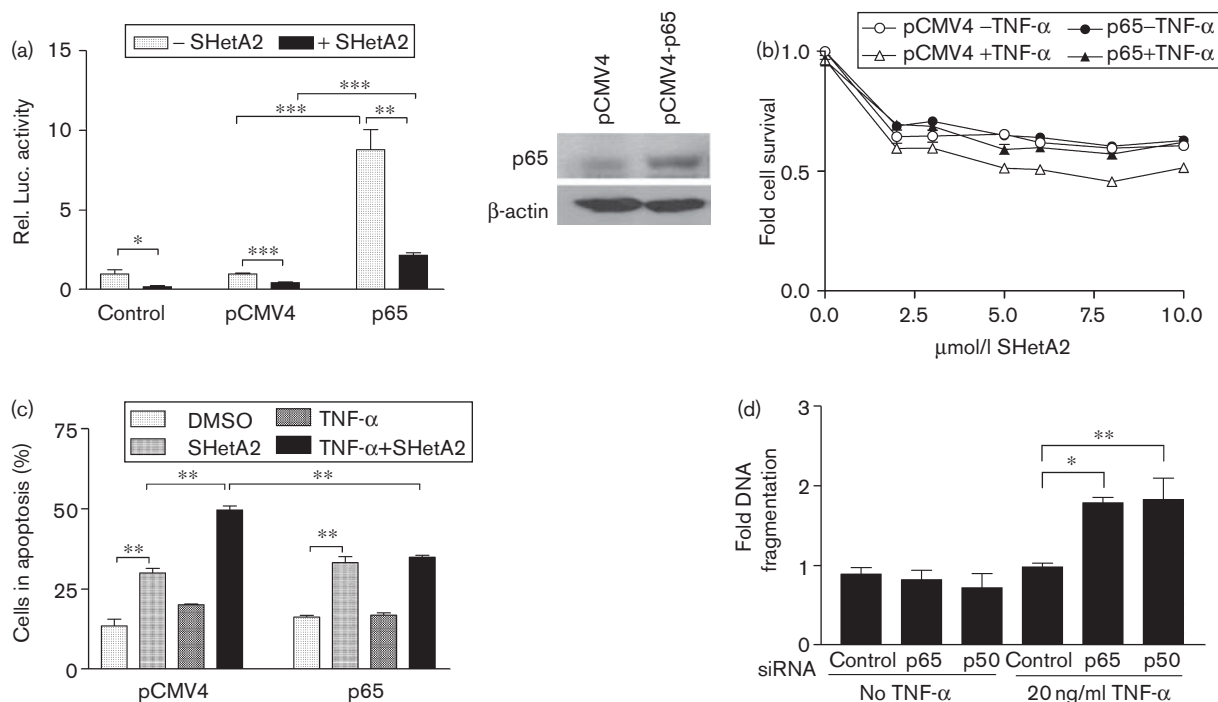 (a)
– SHetA2 + SHetA2
15
10
5
0
Rel. Luc. activity
***
***
**
*
***
Control pCMV4 p65
pCMV4
pCMV4-p65
p65
β-actin
(b)
pCMV4 –TNF-α p65–TNF-α
pCMV4 +TNF-α p65+TNF-α
1.0
0.5
0.0
Fold cell survival
0.0 2.5 5.0 7.5 10.0
μmol/l SHetA2
(c)
DMSO TNF-α
SHetA2 TNF-α+SHetA2
75
50
25
0
Cells in apoptosis (%)
** **
** **
pCMV4 p65
(d)
3
2
1
0
Fold DNA
fragmentation
**
*
siRNA Control p65 p50 Control p65 p50
No TNF-α 20 ng/ml TNF-α